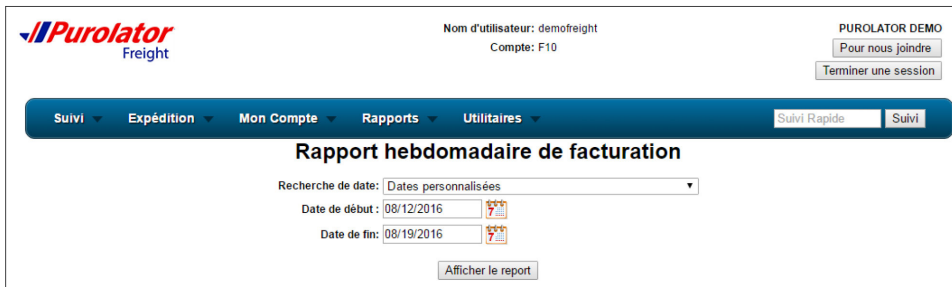 Purolator
Freight
Nom d'utilisateur: demofreight
Compte: F10
PUROLATOR DEMO
Pour nous joindre
Terminer une session
Suivi Expédition Mon Compte Rapports Utilitaires Suivi Rapide Suivi
Rapport hebdomadaire de facturation
Recherche de date: Dates personnalisées
Date de début : 08/12/2016 7
Date de fin: 08/19/2016 7
Afficher le report